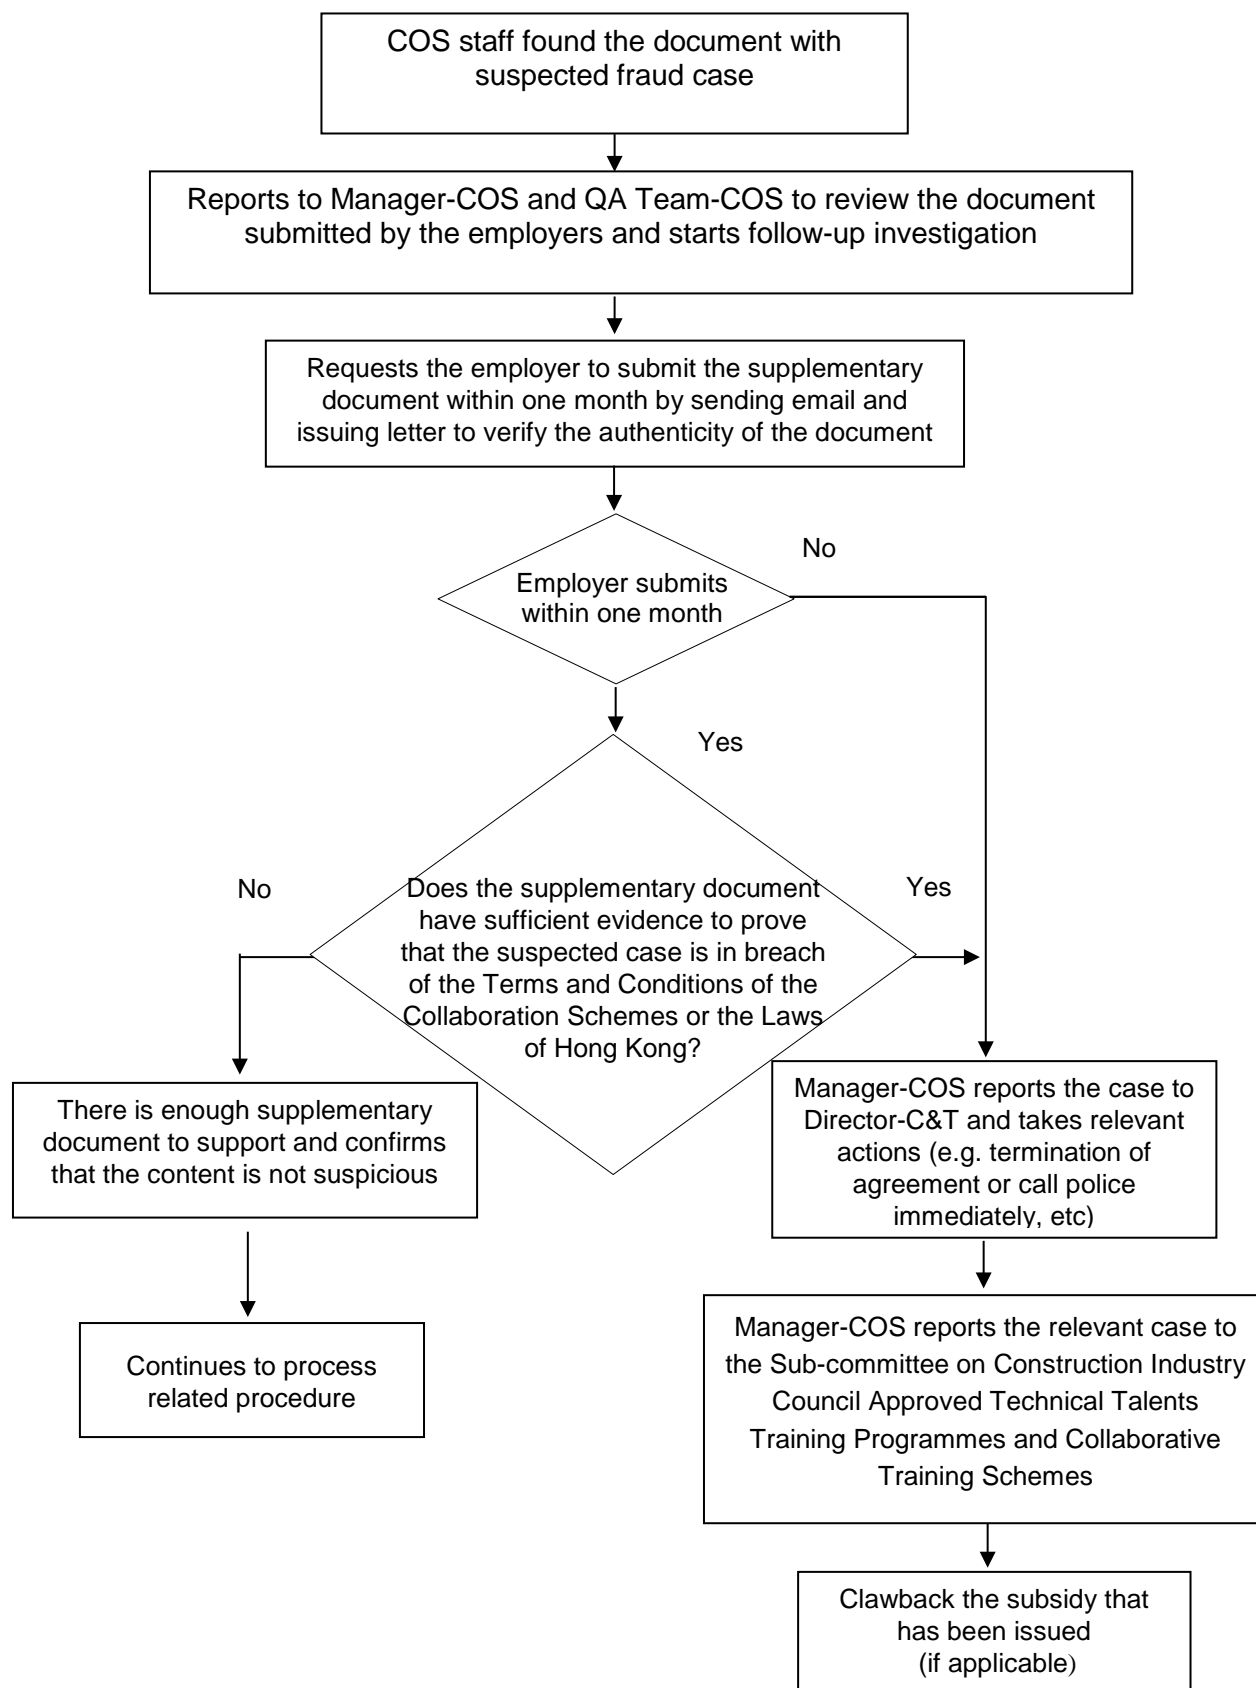 COS staff found the document with
suspected fraud case
Reports to Manager-COS and QA Team-COS to review the document
submitted by the employers and starts follow-up investigation
Requests the employer to submit the supplementary
document within one month by sending email and
issuing letter to verify the authenticity of the document
No
Employer submits
within one month
Yes
No
Yes
Does the supplementary document
have sufficient evidence to prove
that the suspected case is in breach
of the Terms and Conditions of the
Collaboration Schemes or the Laws
of Hong Kong?
There is enough supplementary
document to support and confirms
that the content is not suspicious
Manager-COS reports the case to
Director-C&T and takes relevant
actions (e.g. termination of
agreement or call police
immediately, etc)
Continues to process
related procedure
Manager-COS reports the relevant case to
the Sub-committee on Construction Industry
Council Approved Technical Talents
Training Programmes and Collaborative
Training Schemes
Clawback the subsidy that
has been issued
(if applicable)